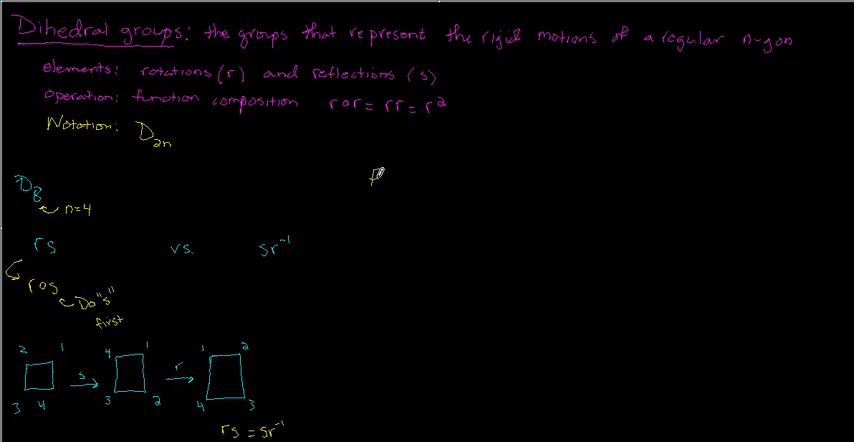 Dihedral groups: the groups that represent the rigid motions of a regular n-gon
elements: rotations (r) and reflections (s)
operation: function composition r∘r = rr = r²
Notation: D₂ₙ
D₈
n=4
rs vs. sr⁻¹
r∘s
Do "s"
first
2 1 4 1 1 2
s r
3 4 3 2 4 3
rs = sr⁻¹